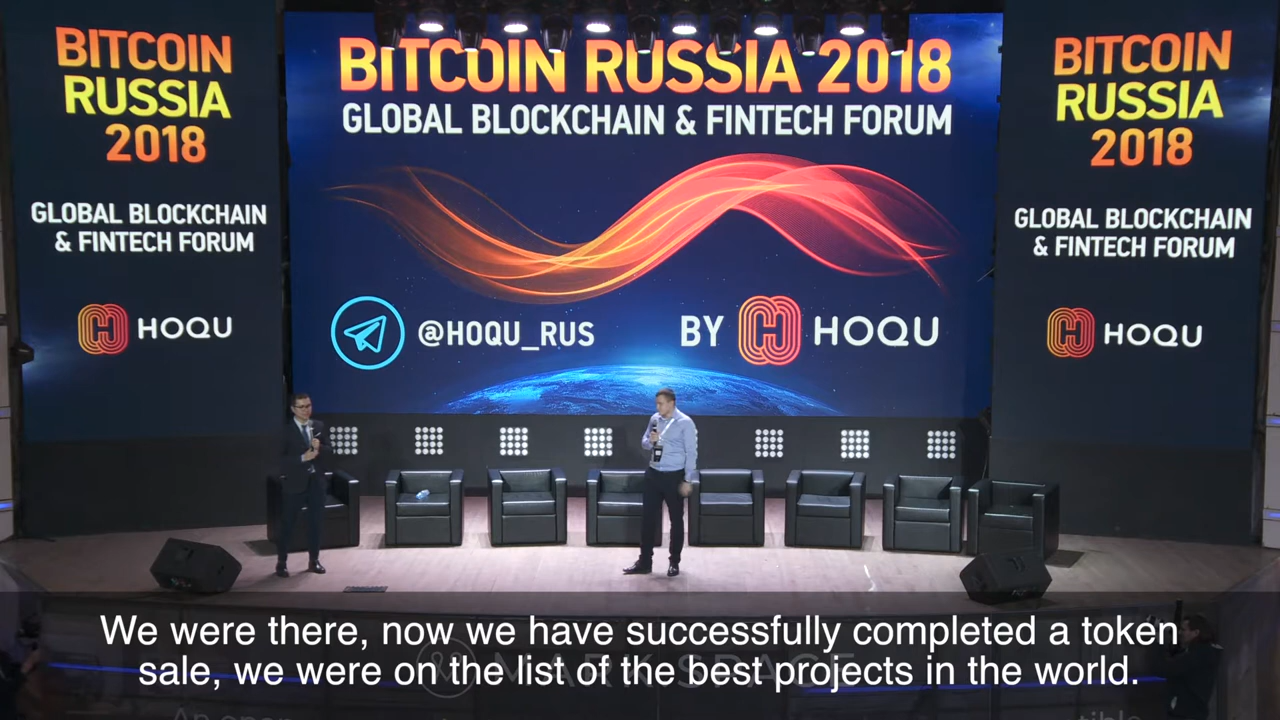 BITCOIN
RUSSIA
2018
GLOBAL BLOCKCHAIN
& FINTECH FORUM
HOQU
BITCOIN RUSSIA 2018
GLOBAL BLOCKCHAIN & FINTECH FORUM
@HOQU_RUS
BY HOQU
BITCOIN
RUSSIA
2018
GLOBAL BLOCKCHAIN
& FINTECH FORUM
HOQU
We were there, now we have successfully completed a token
sale, we were on the list of the best projects in the world.
MARK.SPACE